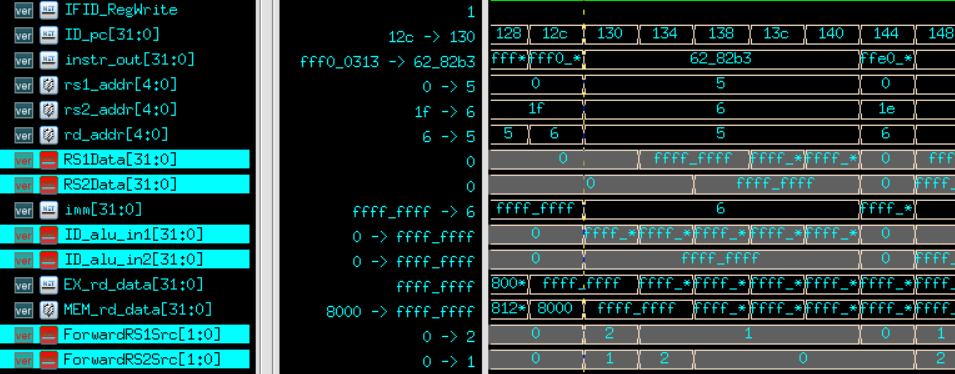 ver NET IFID_RegWrite 1
ver NET ID_pc[31:0] 12c -> 130 128 12c 130 134 138 13c 140 144 148
ver NET instr_out[31:0] fff0_0313 -> 62_82b3 fff* fff0_* 62_82b3 ffe0_*
ver rs1_addr[4:0] 0 -> 5 0 5 0
ver rs2_addr[4:0] 1f -> 6 1f 6 1e
ver rd_addr[4:0] 6 -> 5 5 6 5 6
ver RS1Data[31:0] 0 0 ffff_ffff ffff_* ffff_* 0 fff
ver RS2Data[31:0] 0 0 ffff_ffff 0 ffff_*
ver NET imm[31:0] ffff_ffff -> 6 ffff_ffff 6 ffff_*
ver ID_alu_in1[31:0] 0 -> ffff_ffff 0 ffff_* ffff_* ffff_* ffff_* ffff_* 0 fff
ver ID_alu_in2[31:0] 0 -> ffff_ffff 0 ffff_ffff 0 ffff_*
ver NET EX_rd_data[31:0] ffff_ffff 800* ffff_ffff ffff_* ffff_* ffff_* ffff_* ffff_* fff
ver MEM_rd_data[31:0] 8000 -> ffff_ffff 812* 8000 ffff_ffff ffff_* ffff_* ffff_* ffff_* fff
ver ForwardRS1Src[1:0] 0 -> 2 0 2 1 0 1
ver ForwardRS2Src[1:0] 0 -> 1 0 1 2 0 2